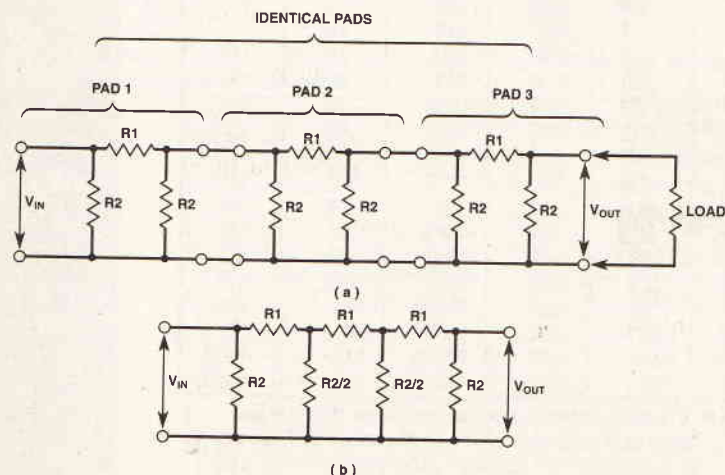 IDENTICAL PADS
PAD 1 PAD 2 PAD 3
R1 R1 R1
VIN R2 R2 R2 R2 R2 R2 VOUT LOAD
( a )
R1 R1 R1
VIN R2 R2/2 R2/2 R2 VOUT
( b )